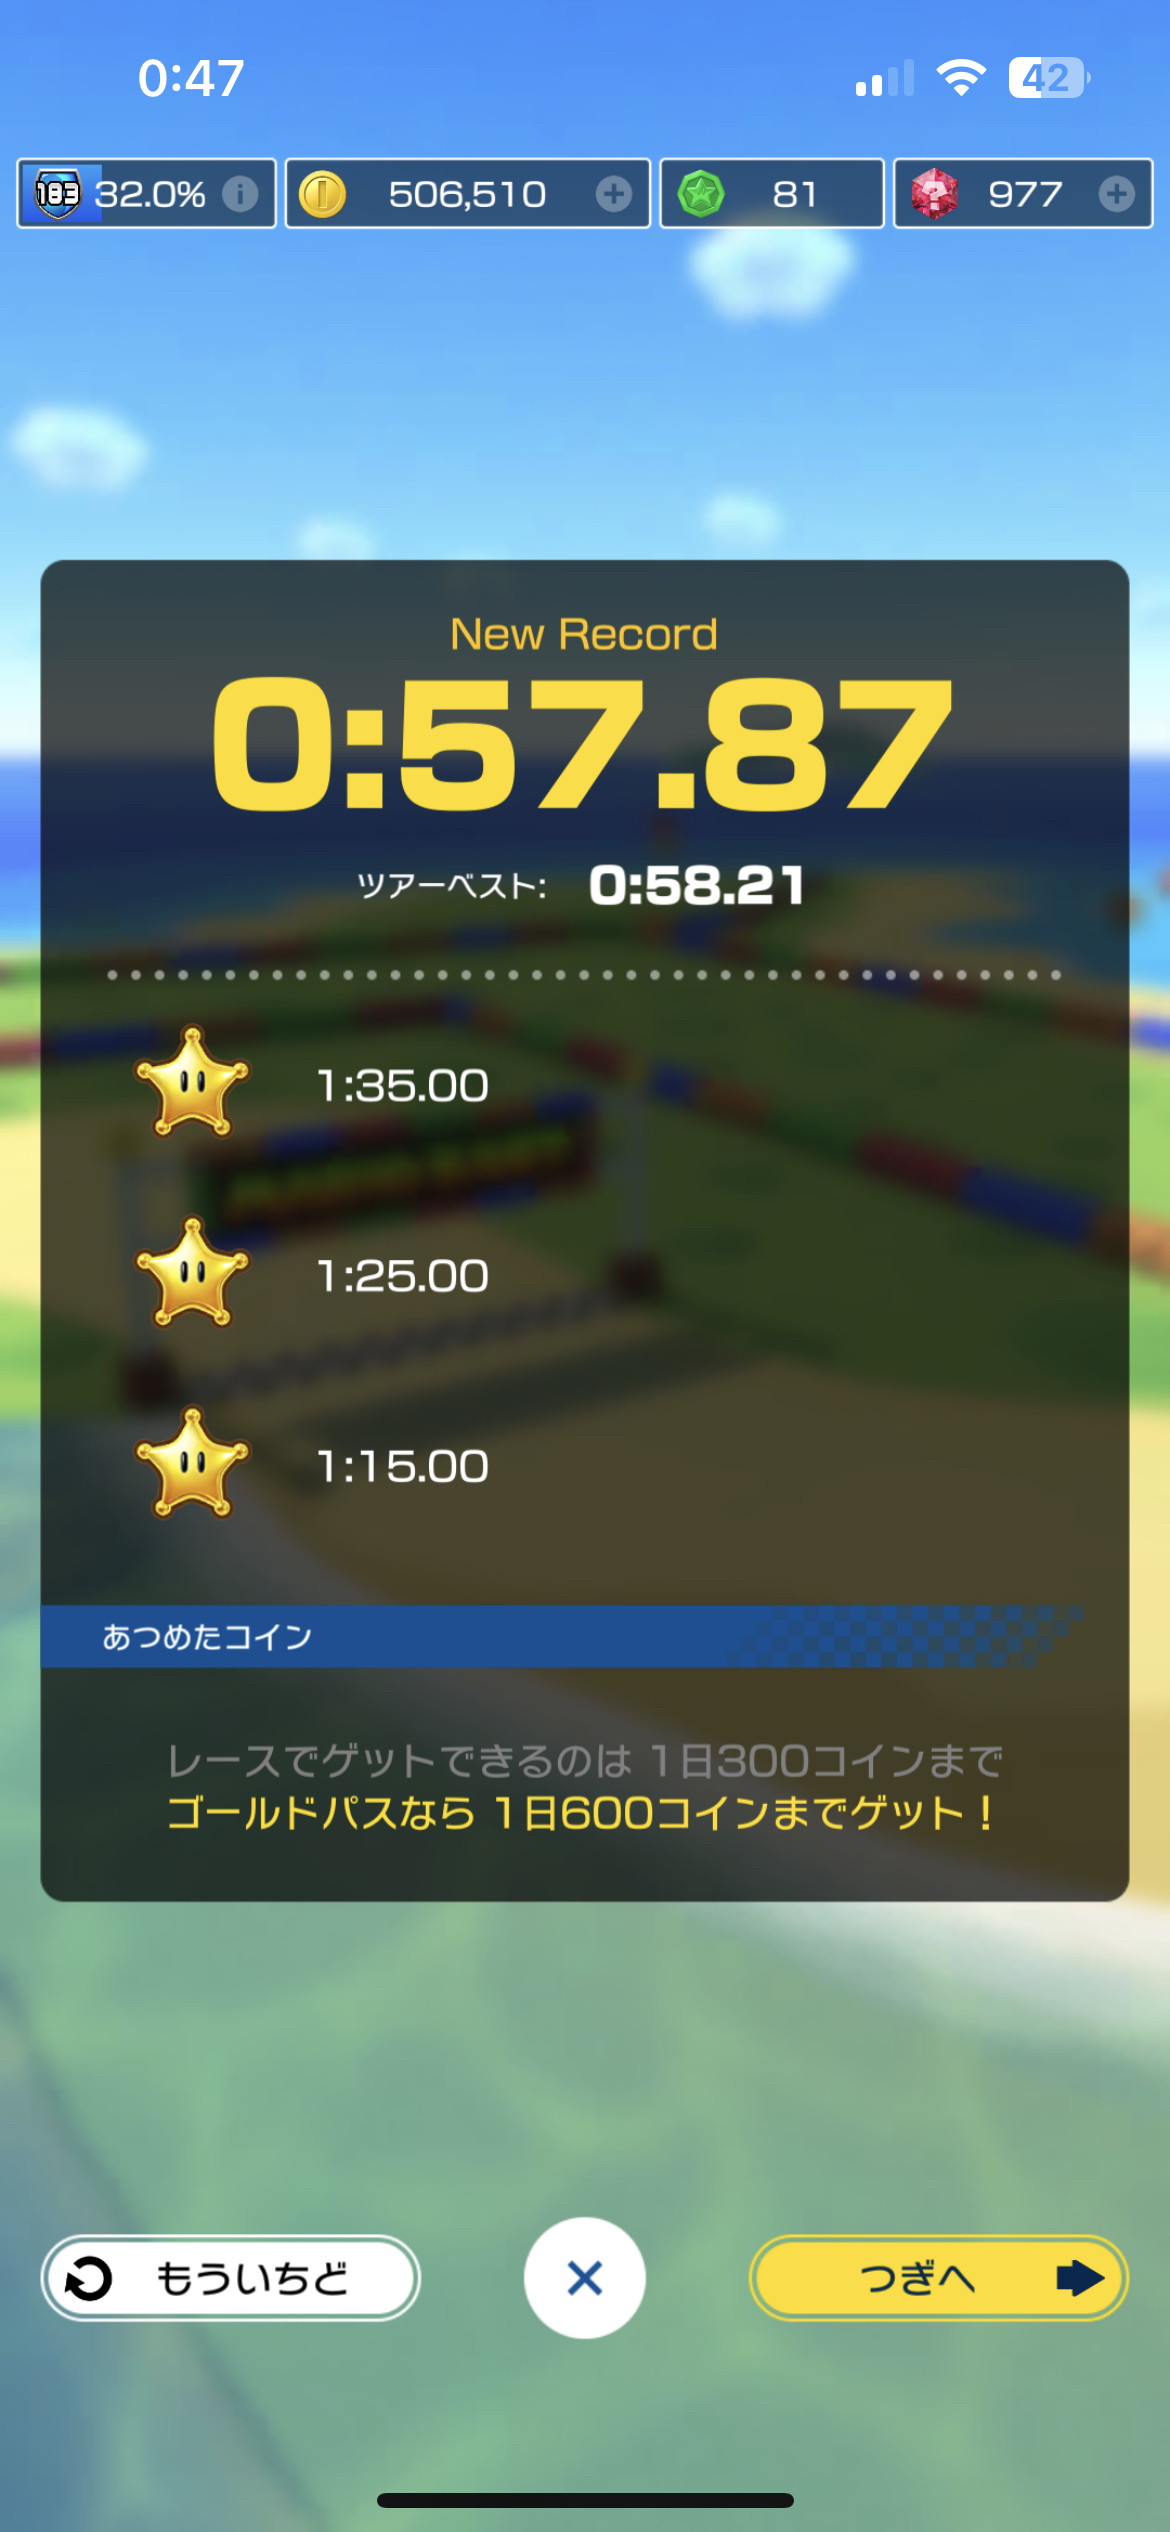 0:47
42
183 32.0% i 506,510 81 977
New Record
0:57.87
ツアーベスト: 0:58.21
1:35.00
1:25.00
1:15.00
あつめたコイン
レースでゲットできるのは 1日300コインまで
ゴールドパスなら 1日600コインまでゲット！
もういちど
つぎへ